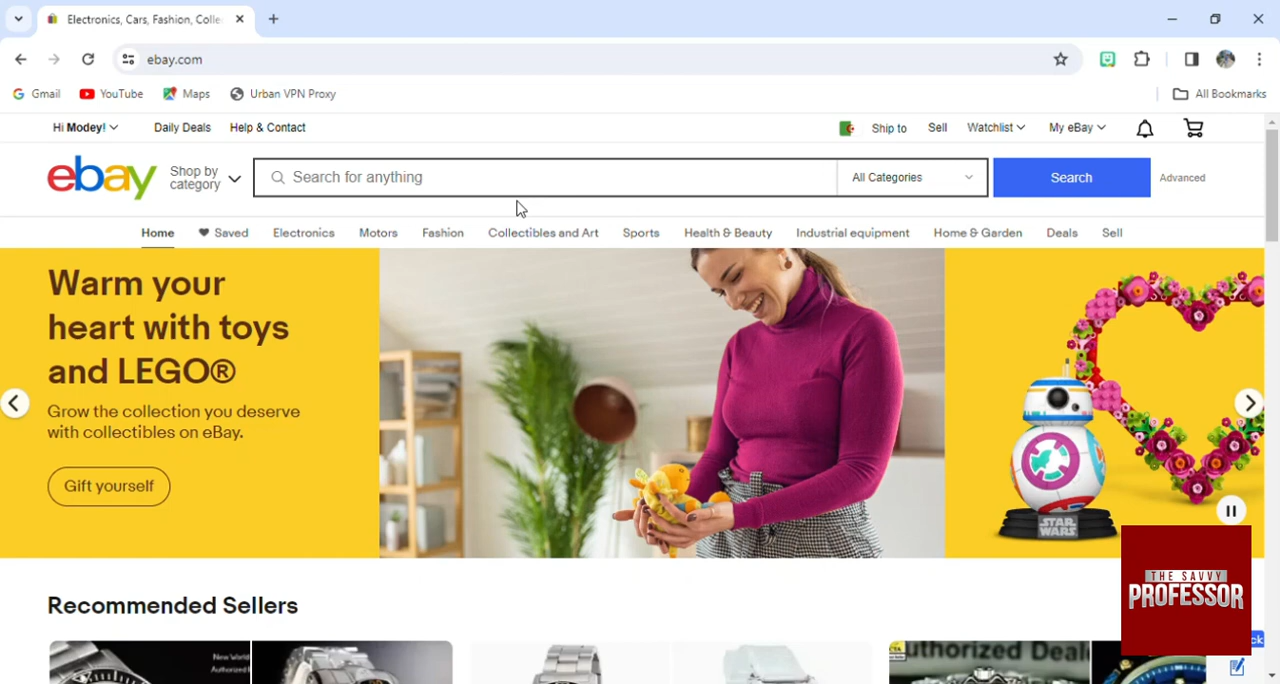 Electronics, Cars, Fashion, Colle
ebay.com
Gmail YouTube Maps Urban VPN Proxy All Bookmarks
Hi Modey! Daily Deals Help & Contact Ship to Sell Watchlist My eBay
ebay Shop by category Search for anything All Categories Search Advanced
Home Saved Electronics Motors Fashion Collectibles and Art Sports Health & Beauty Industrial equipment Home & Garden Deals Sell
Warm your
heart with toys
and LEGO®
Grow the collection you deserve
with collectibles on eBay.
Gift yourself
STAR
WARS
THE SAVVY
PROFESSOR
Recommended Sellers
New World
Authorized
uthorized Deal
ck